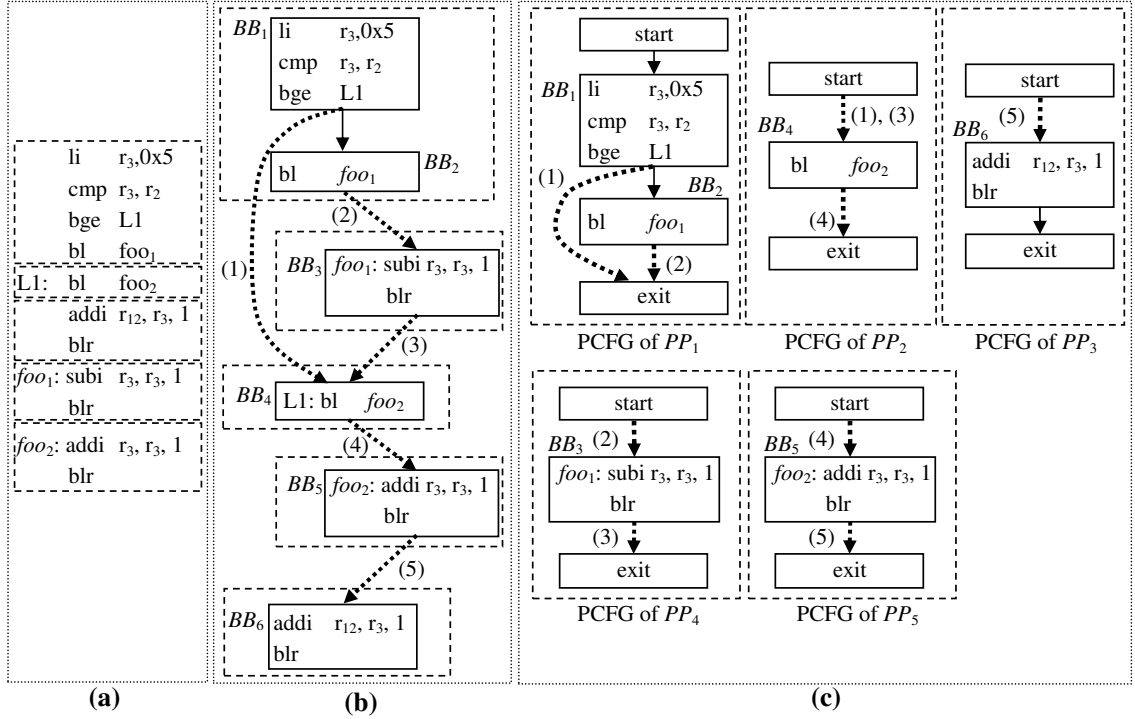 li r3,0x5
cmp r3, r2
bge L1
bl foo1
L1: bl foo2
addi r12, r3, 1
blr
foo1: subi r3, r3, 1
blr
foo2: addi r3, r3, 1
blr
(a)
BB1
li r3,0x5
cmp r3, r2
bge L1
BB2
bl foo1
(1)
(2)
BB3
foo1: subi r3, r3, 1
blr
(3)
BB4
L1: bl foo2
(4)
BB5
foo2: addi r3, r3, 1
blr
(5)
BB6
addi r12, r3, 1
blr
(b)
start
BB1
li r3,0x5
cmp r3, r2
bge L1
(1)
BB2
bl foo1
(2)
exit
PCFG of PP1
start
(1), (3)
BB4
bl foo2
(4)
exit
PCFG of PP2
start
(5)
BB6
addi r12, r3, 1
blr
exit
PCFG of PP3
start
BB3
(2)
foo1: subi r3, r3, 1
blr
(3)
exit
PCFG of PP4
start
BB5
(4)
foo2: addi r3, r3, 1
blr
(5)
exit
PCFG of PP5
(c)